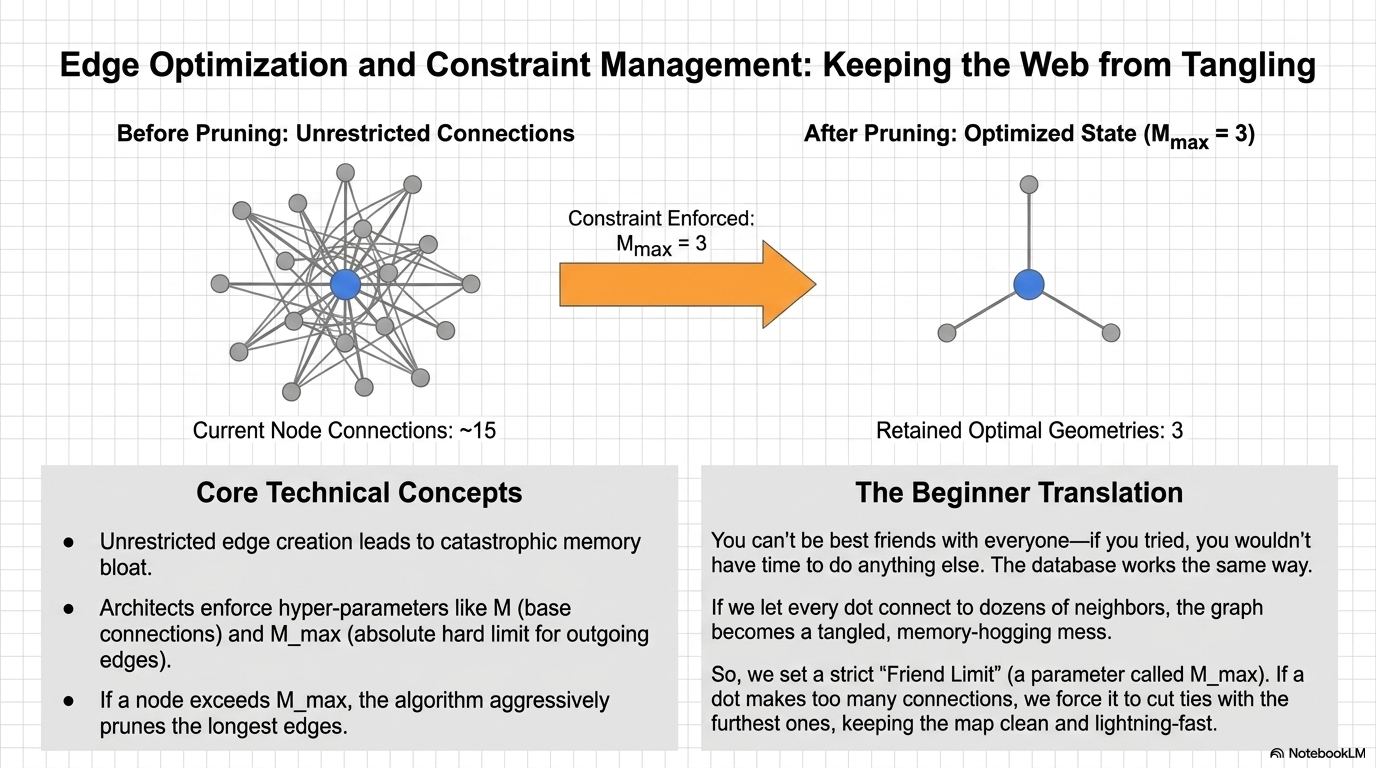 Edge Optimization and Constraint Management: Keeping the Web from Tangling
Before Pruning: Unrestricted Connections
After Pruning: Optimized State (Mmax = 3)
Constraint Enforced:
Mmax = 3
Current Node Connections: ~15
Retained Optimal Geometries: 3
Core Technical Concepts
● Unrestricted edge creation leads to catastrophic memory
bloat.
● Architects enforce hyper-parameters like M (base
connections) and M_max (absolute hard limit for outgoing
edges).
● If a node exceeds M_max, the algorithm aggressively
prunes the longest edges.
The Beginner Translation
You can't be best friends with everyone—if you tried, you wouldn't
have time to do anything else. The database works the same way.
If we let every dot connect to dozens of neighbors, the graph
becomes a tangled, memory-hogging mess.
So, we set a strict “Friend Limit” (a parameter called M_max). If a
dot makes too many connections, we force it to cut ties with the
furthest ones, keeping the map clean and lightning-fast.
NotebookLM